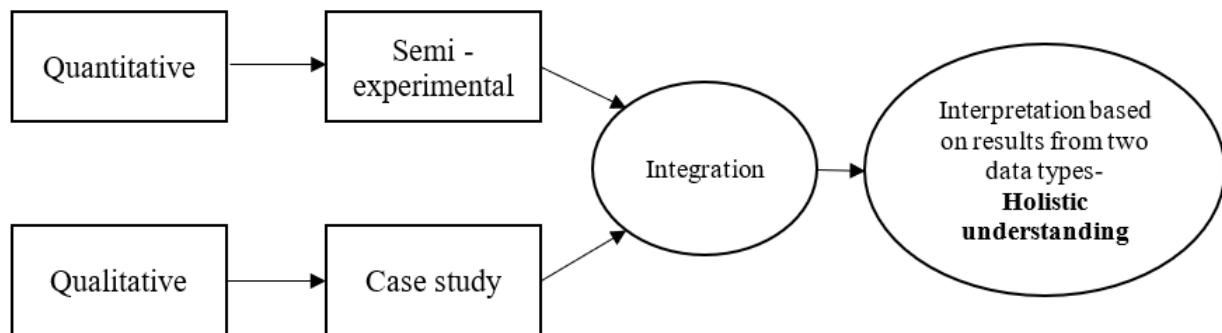 Quantitative
Semi -
experimental
Integration
Interpretation based
on results from two
data types-
Holistic
understanding
Qualitative
Case study